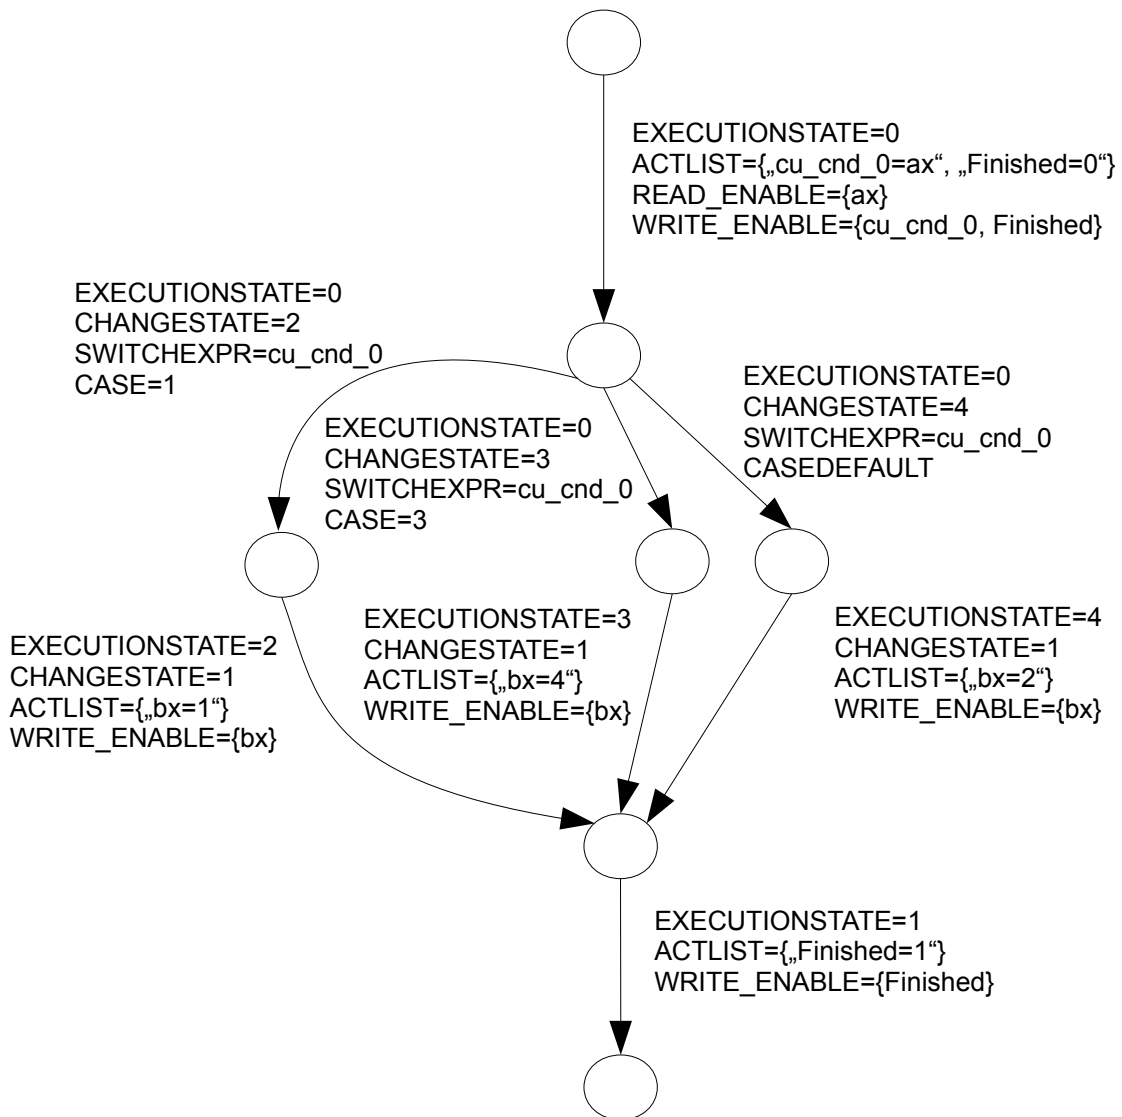 EXECUTIONSTATE=0
ACTLIST={„cu_cnd_0=ax“, „Finished=0“}
READ_ENABLE={ax}
WRITE_ENABLE={cu_cnd_0, Finished}
EXECUTIONSTATE=0
CHANGESTATE=2
SWITCHEXPR=cu_cnd_0
CASE=1
EXECUTIONSTATE=0
CHANGESTATE=3
SWITCHEXPR=cu_cnd_0
CASE=3
EXECUTIONSTATE=0
CHANGESTATE=4
SWITCHEXPR=cu_cnd_0
CASEDEFAULT
EXECUTIONSTATE=2
CHANGESTATE=1
ACTLIST={„bx=1“}
WRITE_ENABLE={bx}
EXECUTIONSTATE=3
CHANGESTATE=1
ACTLIST={„bx=4“}
WRITE_ENABLE={bx}
EXECUTIONSTATE=4
CHANGESTATE=1
ACTLIST={„bx=2“}
WRITE_ENABLE={bx}
EXECUTIONSTATE=1
ACTLIST={„Finished=1“}
WRITE_ENABLE={Finished}